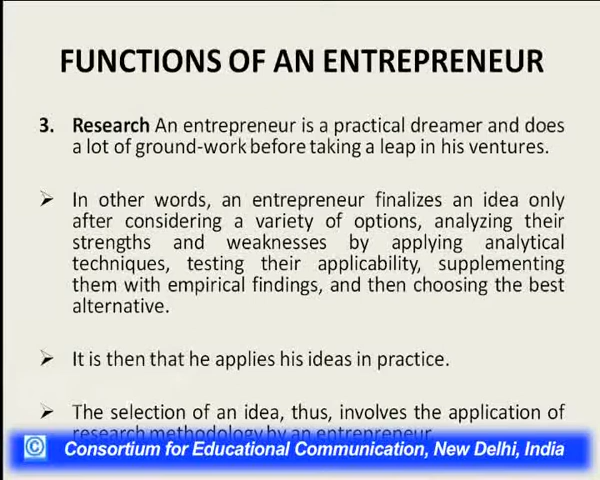 FUNCTIONS OF AN ENTREPRENEUR
3. Research An entrepreneur is a practical dreamer and does
a lot of ground-work before taking a leap in his ventures.
➢ In other words, an entrepreneur finalizes an idea only
after considering a variety of options, analyzing their
strengths and weaknesses by applying analytical
techniques, testing their applicability, supplementing
them with empirical findings, and then choosing the best
alternative.
➢ It is then that he applies his ideas in practice.
➢ The selection of an idea, thus, involves the application of
research methodology by an entrepreneur.
© Consortium for Educational Communication, New Delhi, India